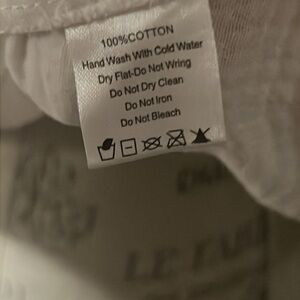 100%COTTON
Hand Wash With Cold Water
Dry Flat-Do Not Wring
Do Not Dry Clean
Do Not Iron
Do Not Bleach